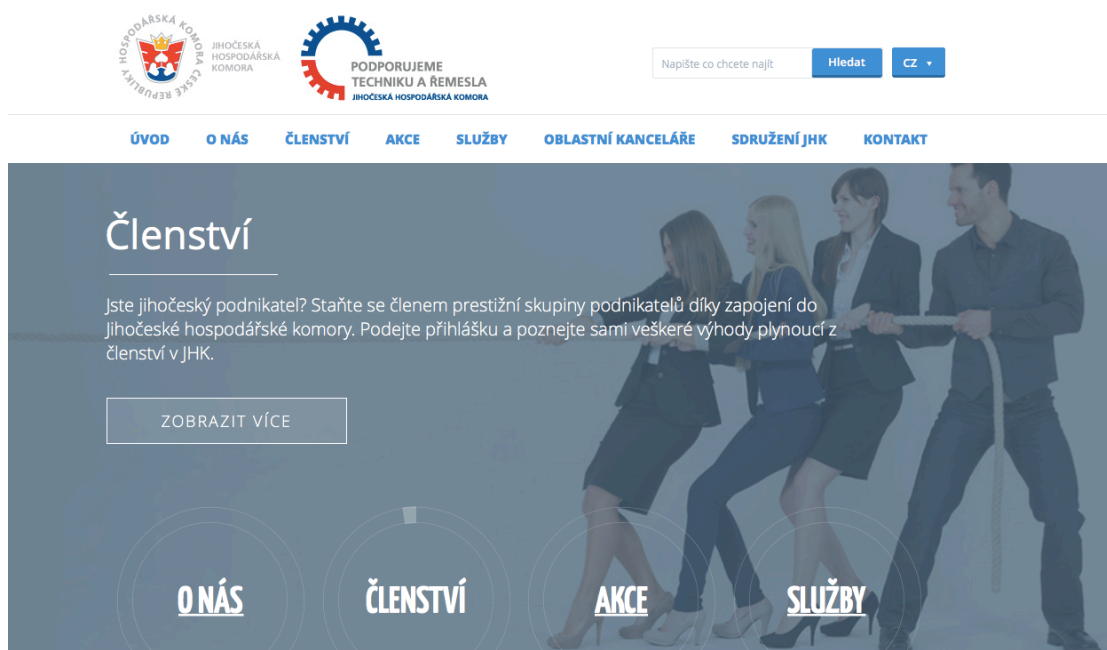 HOSPODÁŘSKÁ KOMORA ČESKÉ REPUBLIKY
JIHOČESKÁ
HOSPODÁŘSKÁ
KOMORA
PODPORUJEME
TECHNIKU A ŘEMESLA
JIHOČESKÁ HOSPODÁŘSKÁ KOMORA
Napište co chcete najít
Hledat
CZ
ÚVOD O NÁS ČLENSTVÍ AKCE SLUŽBY OBLASTNÍ KANCELÁŘE SDRUŽENÍ JHK KONTAKT
Členství
Jste jihočeský podnikatel? Staňte se členem prestižní skupiny podnikatelů díky zapojení do
Jihočeské hospodářské komory. Podejte přihlášku a poznejte sami veškeré výhody plynoucí z
členství v JHK.
ZOBRAZIT VÍCE
O NÁS ČLENSTVÍ AKCE SLUŽBY